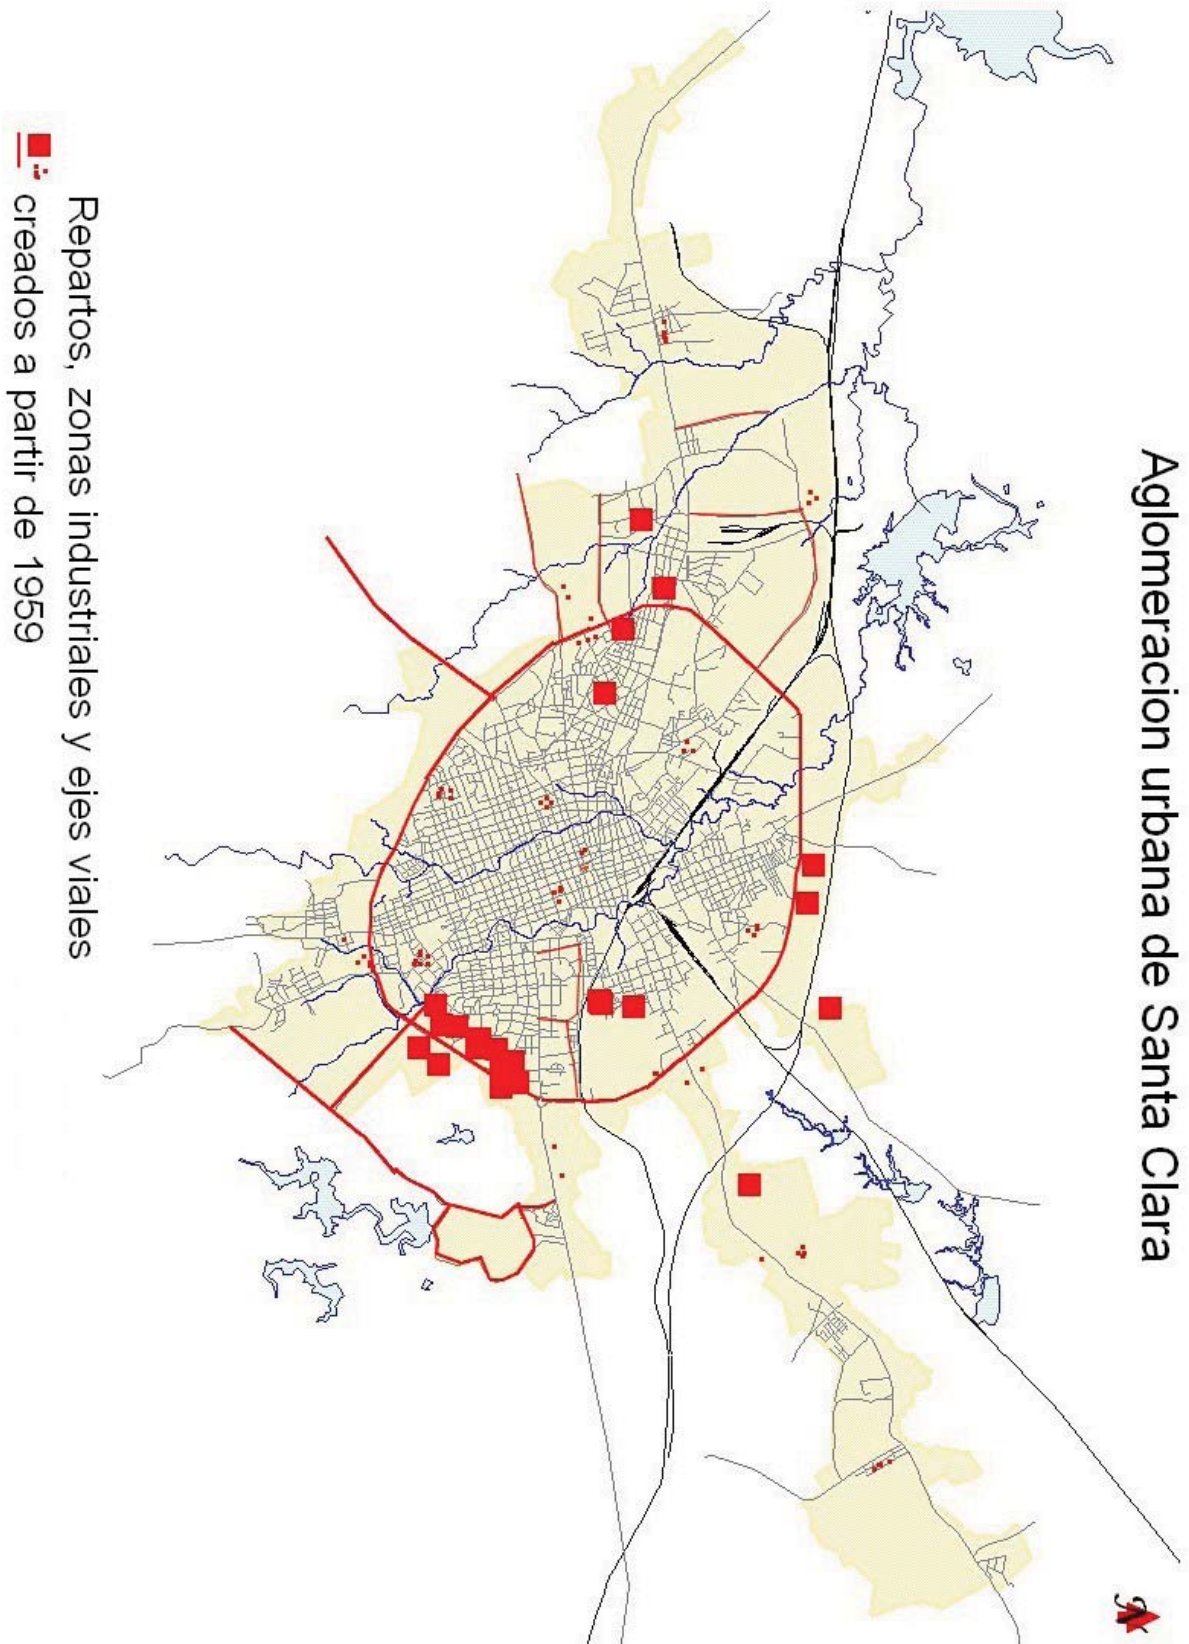 Aglomeracion urbana de Santa Clara
N
Repartos, zonas industriales y ejes viales
creados a partir de 1959